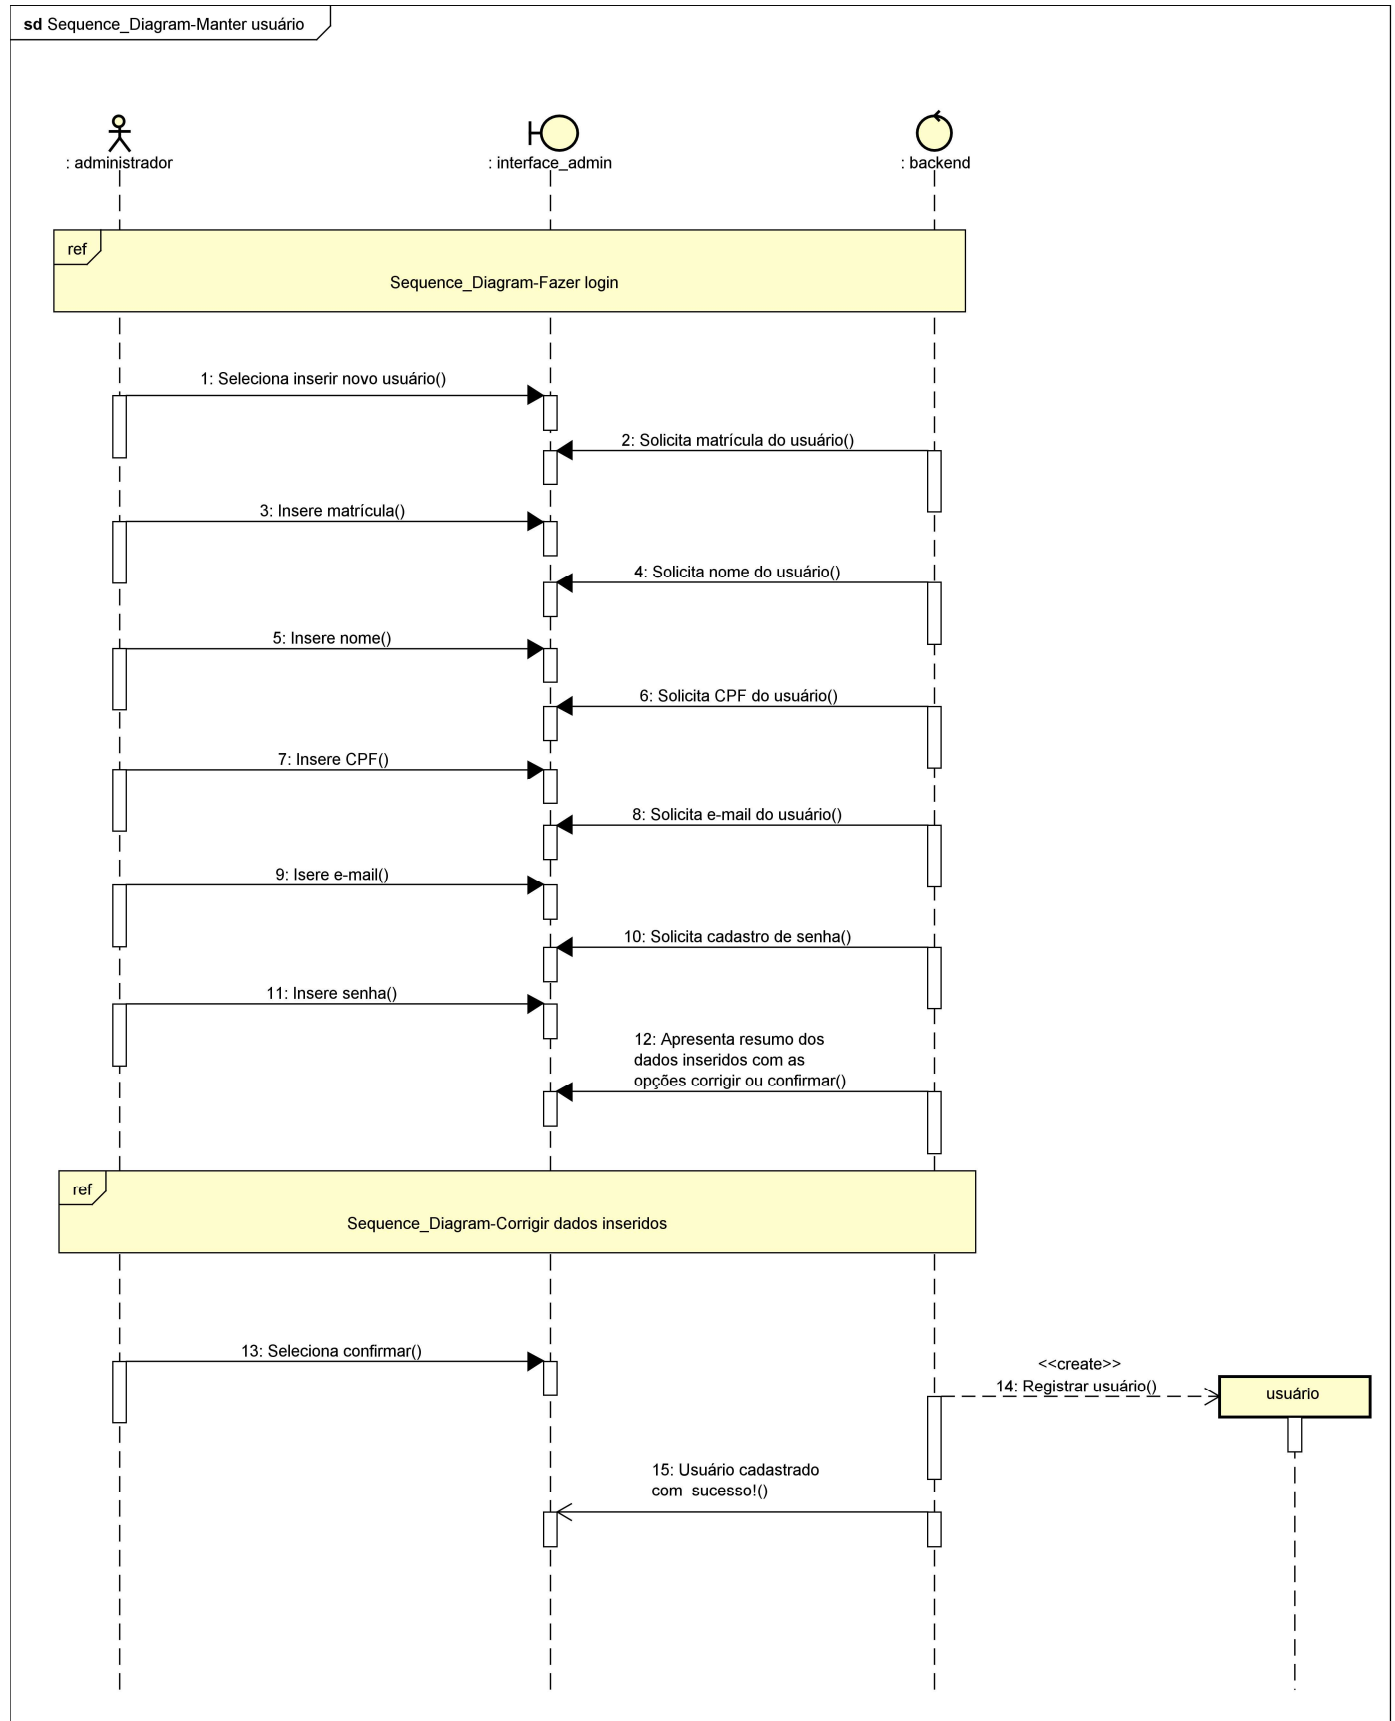 sd Sequence_Diagram-Manter usuário
: administrador
: interface_admin
: backend
ref
Sequence_Diagram-Fazer login
1: Seleciona inserir novo usuário()
2: Solicita matrícula do usuário()
3: Insere matrícula()
4: Solicita nome do usuário()
5: Insere nome()
6: Solicita CPF do usuário()
7: Insere CPF()
8: Solicita e-mail do usuário()
9: Isere e-mail()
10: Solicita cadastro de senha()
11: Insere senha()
12: Apresenta resumo dos
dados inseridos com as
opções corrigir ou confirmar()
ref
Sequence_Diagram-Corrigir dados inseridos
13: Seleciona confirmar()
<<create>>
14: Registrar usuário()
usuário
15: Usuário cadastrado
com  sucesso!()